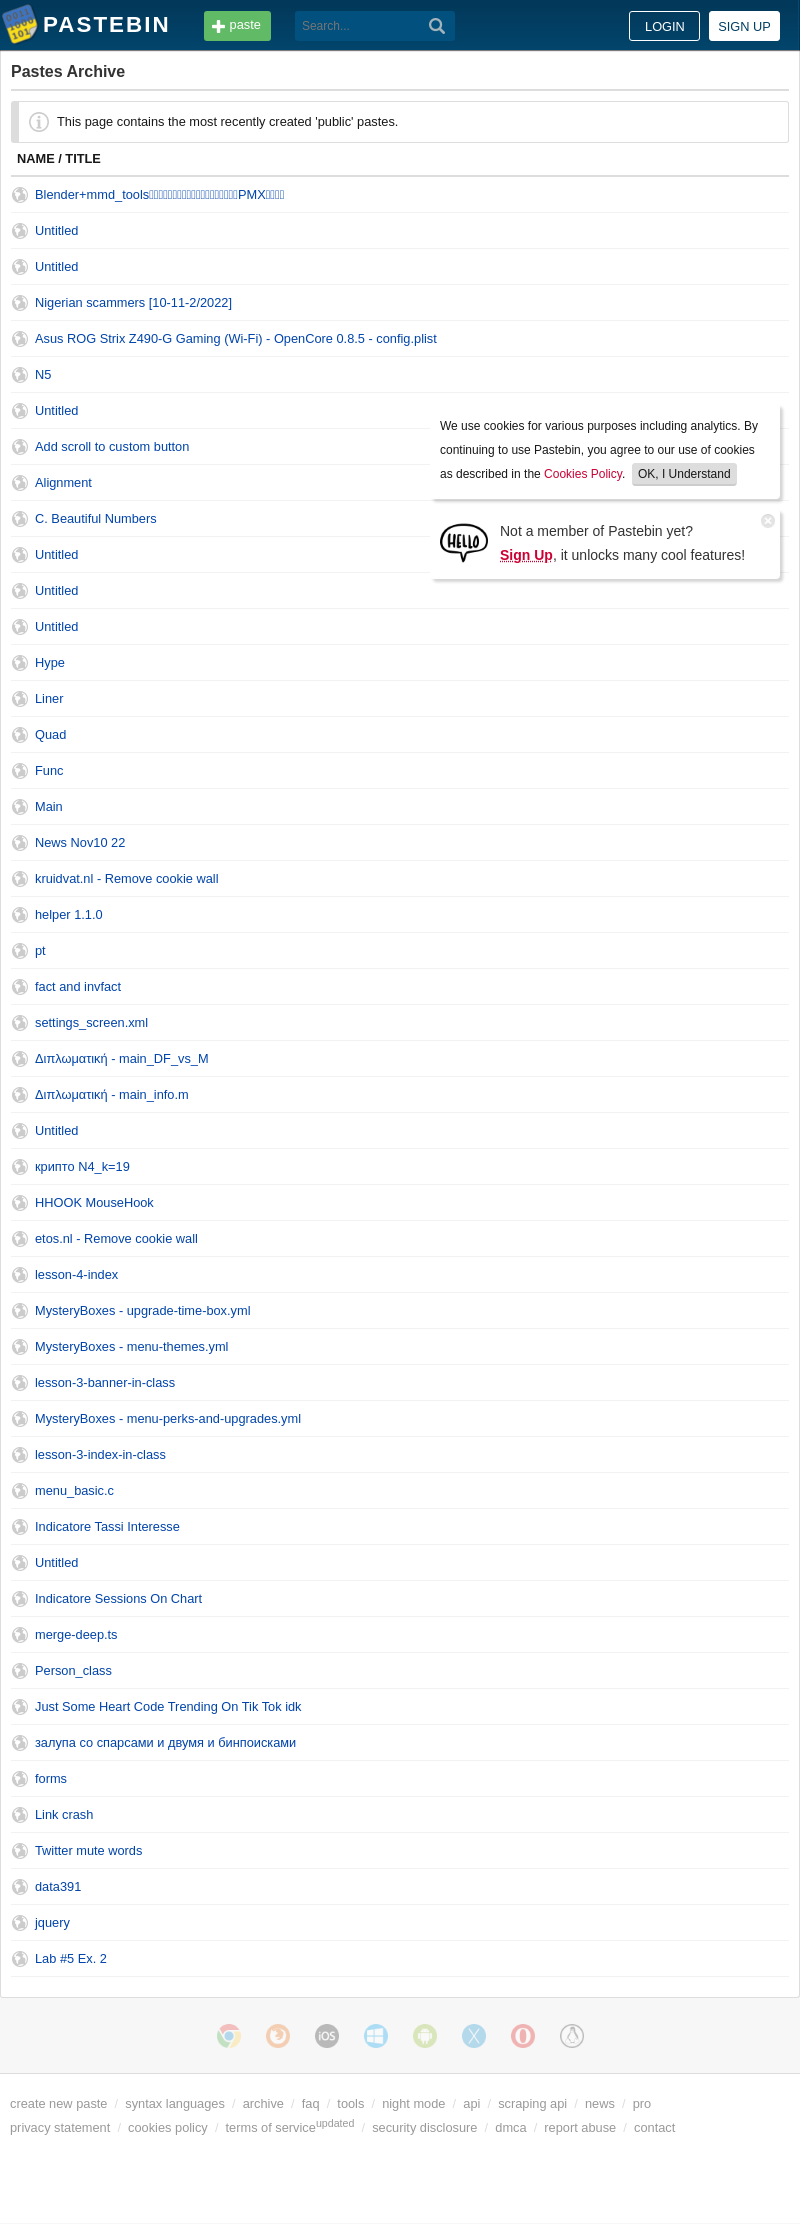 PASTEBIN
paste
Search...
LOGIN
SIGN UP
Pastes Archive
This page contains the most recently created 'public' pastes.
NAME / TITLE
Blender+mmd_tools PMX
Untitled
Untitled
Nigerian scammers [10-11-2/2022]
Asus ROG Strix Z490-G Gaming (Wi-Fi) - OpenCore 0.8.5 - config.plist
N5
Untitled
Add scroll to custom button
Alignment
C. Beautiful Numbers
Untitled
We use cookies for various purposes including analytics. By
continuing to use Pastebin, you agree to our use of cookies
as described in the Cookies Policy. OK, I Understand
HELLO
Not a member of Pastebin yet?
Sign Up, it unlocks many cool features!
Untitled
Untitled
Hype
Liner
Quad
Func
Main
News Nov10 22
kruidvat.nl - Remove cookie wall
helper 1.1.0
pt
fact and invfact
settings_screen.xml
Διπλωματική - main_DF_vs_M
Διπλωματική - main_info.m
Untitled
крипто N4_k=19
HHOOK MouseHook
etos.nl - Remove cookie wall
lesson-4-index
MysteryBoxes - upgrade-time-box.yml
MysteryBoxes - menu-themes.yml
lesson-3-banner-in-class
MysteryBoxes - menu-perks-and-upgrades.yml
lesson-3-index-in-class
menu_basic.c
Indicatore Tassi Interesse
Untitled
Indicatore Sessions On Chart
merge-deep.ts
Person_class
Just Some Heart Code Trending On Tik Tok idk
залупа со спарсами и двумя и бинпоисками
forms
Link crash
Twitter mute words
data391
jquery
Lab #5 Ex. 2
iOS
create new paste / syntax languages / archive / faq / tools / night mode / api / scraping api / news / pro
privacy statement / cookies policy / terms of service updated / security disclosure / dmca / report abuse / contact